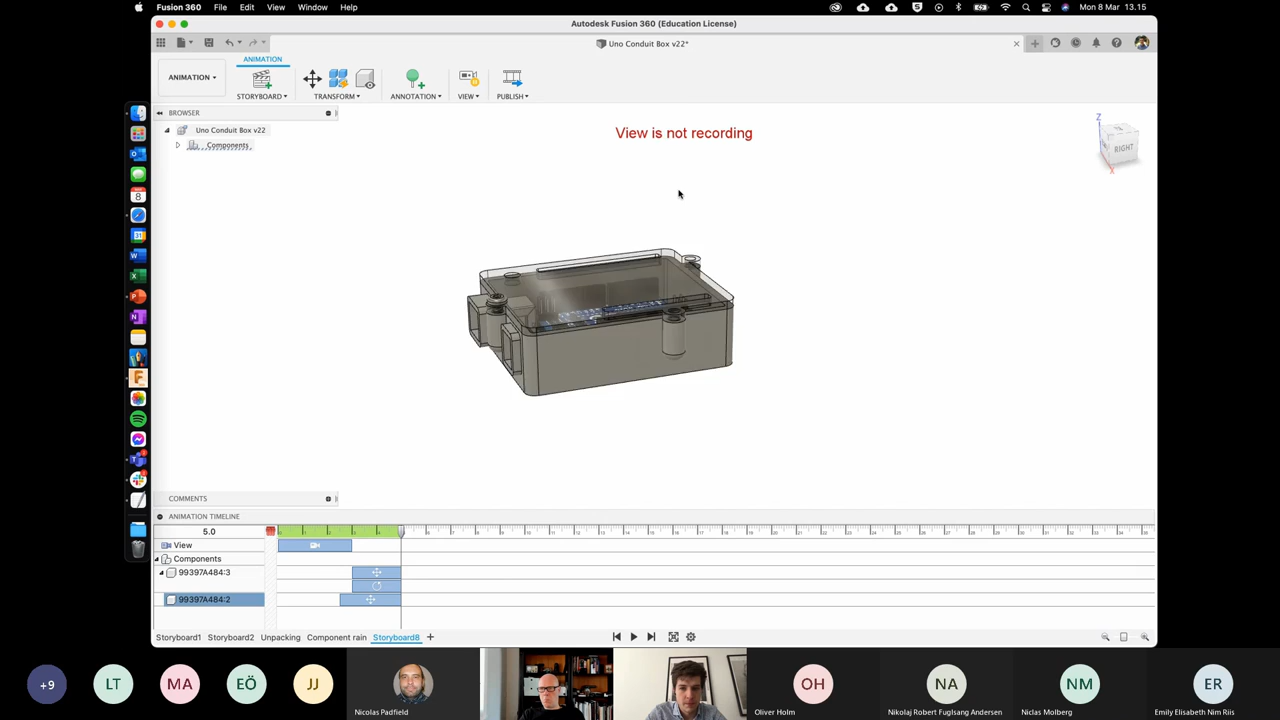 Fusion 360 File Edit View Window Help Mon 8 Mar 13.15
Autodesk Fusion 360 (Education License)
Uno Conduit Box v22*
ANIMATION
ANIMATION
STORYBOARD TRANSFORM ANNOTATION VIEW PUBLISH
BROWSER
Uno Conduit Box v22
Components
View is not recording
Z
RIGHT
X
COMMENTS
ANIMATION TIMELINE
5.0
View
Components
99397A484:3
99397A484:2
Storyboard1 Storyboard2 Unpacking Component rain Storyboard8 +
+9 LT MA EÖ JJ OH NA NM ER
Nicolas Padfield Oliver Holm Nikolaj Robert Fuglsang Andersen Niclas Molberg Emily Elisabeth Nim Riis